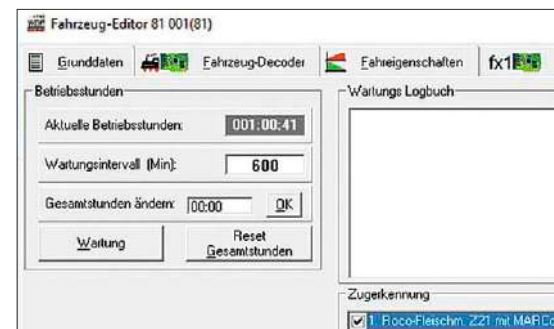 Fahrzeug-Editor 81 001(81)
Grunddaten Fahrzeug-Decoder Fahreigenschaften fx1
Betriebsstunden
Aktuelle Betriebsstunden: 001:00:41
Wartungsintervall (Min): 600
Gesamtstunden ändern: 00:00 OK
Wartung Reset Gesamtstunden
Wartungs Logbuch
Zugerkennung
1. Roco-Fleischm. Z21 mit MARCo